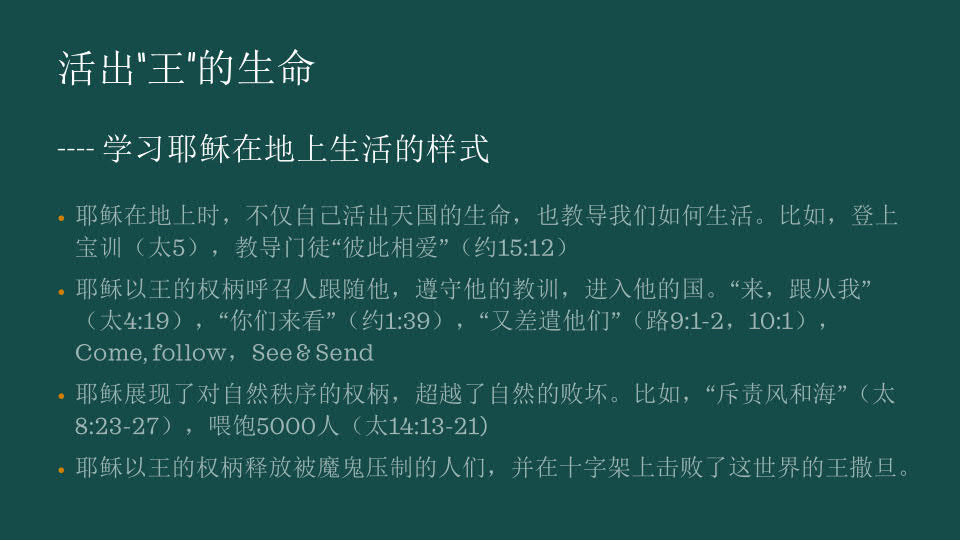 活出"王"的生命
---- 学习耶稣在地上生活的样式
• 耶稣在地上时，不仅自己活出天国的生命，也教导我们如何生活。比如，登上
宝训（太5），教导门徒“彼此相爱”（约15:12）
• 耶稣以王的权柄呼召人跟随他，遵守他的教训，进入他的国。“来，跟从我”
（太4:19），“你们来看”（约1:39），“又差遣他们”（路9:1-2，10:1），
Come, follow，See & Send
• 耶稣展现了对自然秩序的权柄，超越了自然的败坏。比如，“斥责风和海”（太
8:23-27），喂饱5000人（太14:13-21)
• 耶稣以王的权柄释放被魔鬼压制的人们，并在十字架上击败了这世界的王撒旦。